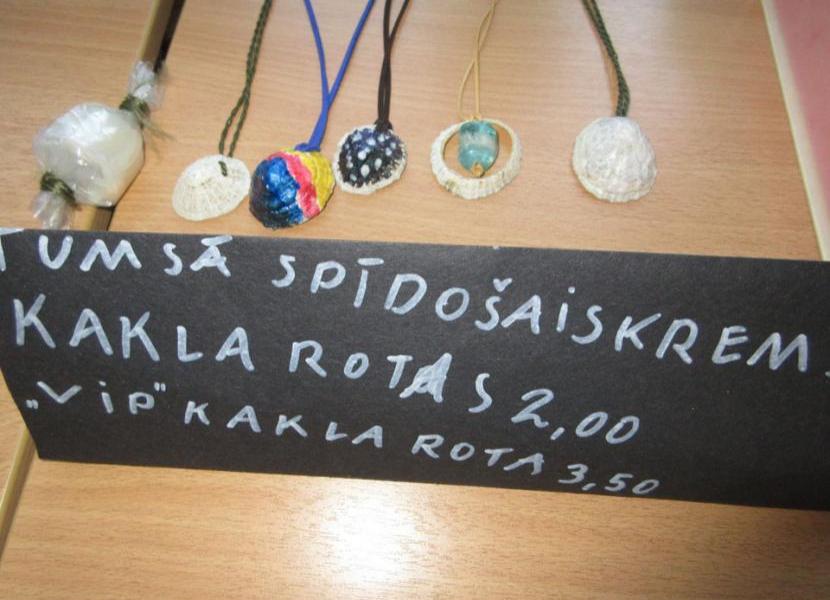 TUMSĀ SPĪDOŠAiSKREM
KAKLA ROTAS 2,00
„ViP" KAKLA ROTA 3,50